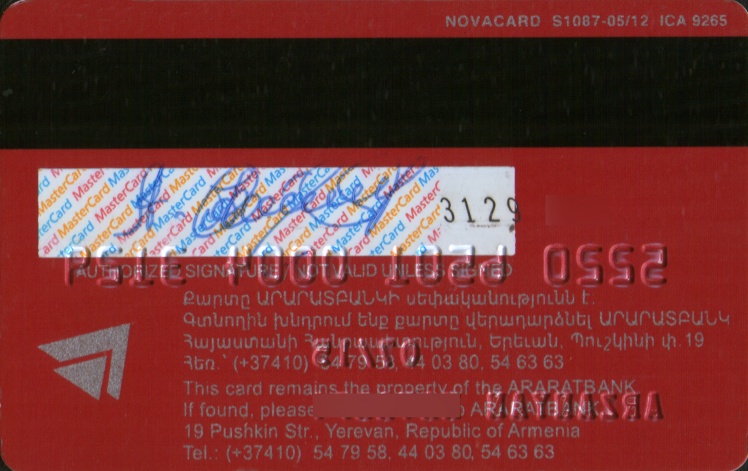 NOVACARD S1087-05/12 ICA 9265
MasterCard MasterCard MasterCard
3129
AUTHORIZED SIGNATURE NOT VALID UNLESS SIGNED
Քարտը ԱՐԱՐԱՏԲԱՆԿԻ սեփականությունն է:
Գտնողին խնդրում ենք քարտը վերադարձնել ԱՐԱՐԱՏԲԱՆԿ
Հայաստանի Հանրապետություն, Երեւան, Պուշկինի փ. 19
Հեռ.՝ (+37410) 54 79 58, 44 03 80, 54 63 63
This card remains the property of the ARARATBANK
If found, please ARARATBANK,
19 Pushkin Str., Yerevan, Republic of Armenia
Tel.: (+37410) 54 79 58, 44 03 80, 54 63 63